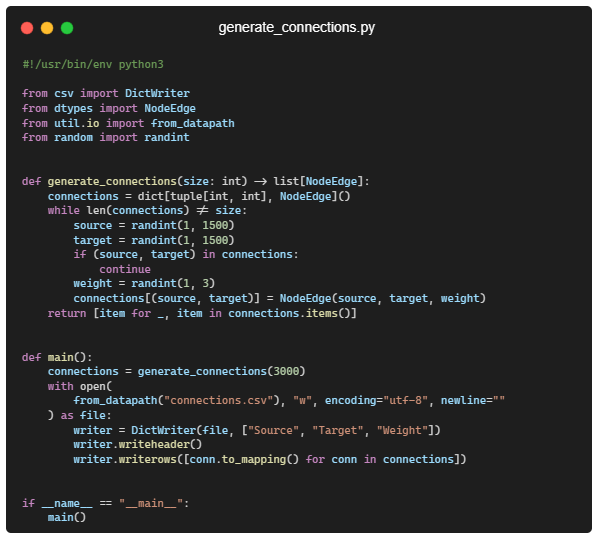 generate_connections.py
#!/usr/bin/env python3
from csv import DictWriter
from dtypes import NodeEdge
from util.io import from_datapath
from random import randint
def generate_connections(size: int) -> list[NodeEdge]:
    connections = dict[tuple[int, int], NodeEdge]()
    while len(connections) != size:
        source = randint(1, 1500)
        target = randint(1, 1500)
        if (source, target) in connections:
            continue
        weight = randint(1, 3)
        connections[(source, target)] = NodeEdge(source, target, weight)
    return [item for _, item in connections.items()]
def main():
    connections = generate_connections(3000)
    with open(
        from_datapath("connections.csv"), "w", encoding="utf-8", newline=""
    ) as file:
        writer = DictWriter(file, ["Source", "Target", "Weight"])
        writer.writeheader()
        writer.writerows([conn.to_mapping() for conn in connections])
if __name__ == "__main__":
    main()